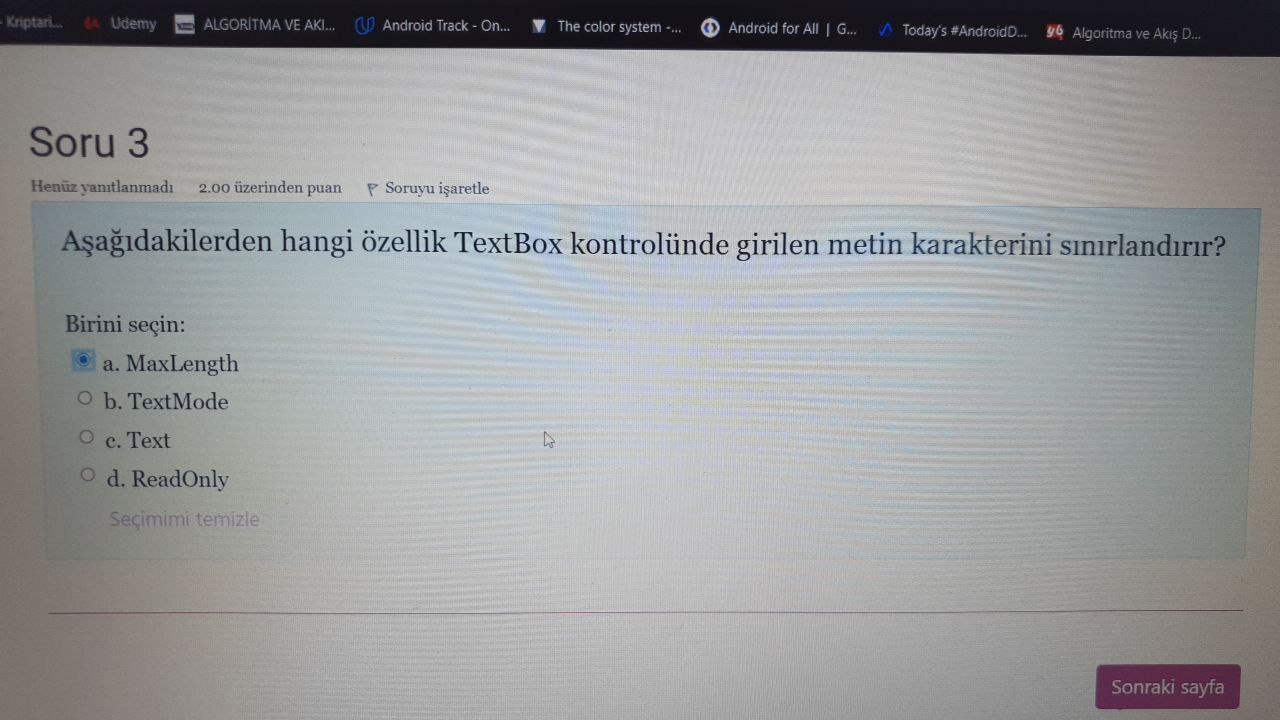 Kriptari... Udemy ALGORİTMA VE AKI... Android Track - On... The color system -... Android for All | G... Today's #AndroidD... Algoritma ve Akış D...
Soru 3
Henüz yanıtlanmadı 2.00 üzerinden puan Soruyu işaretle
Aşağıdakilerden hangi özellik TextBox kontrolünde girilen metin karakterini sınırlandırır?
Birini seçin:
a. MaxLength
b. TextMode
c. Text
d. ReadOnly
Seçimimi temizle
Sonraki sayfa